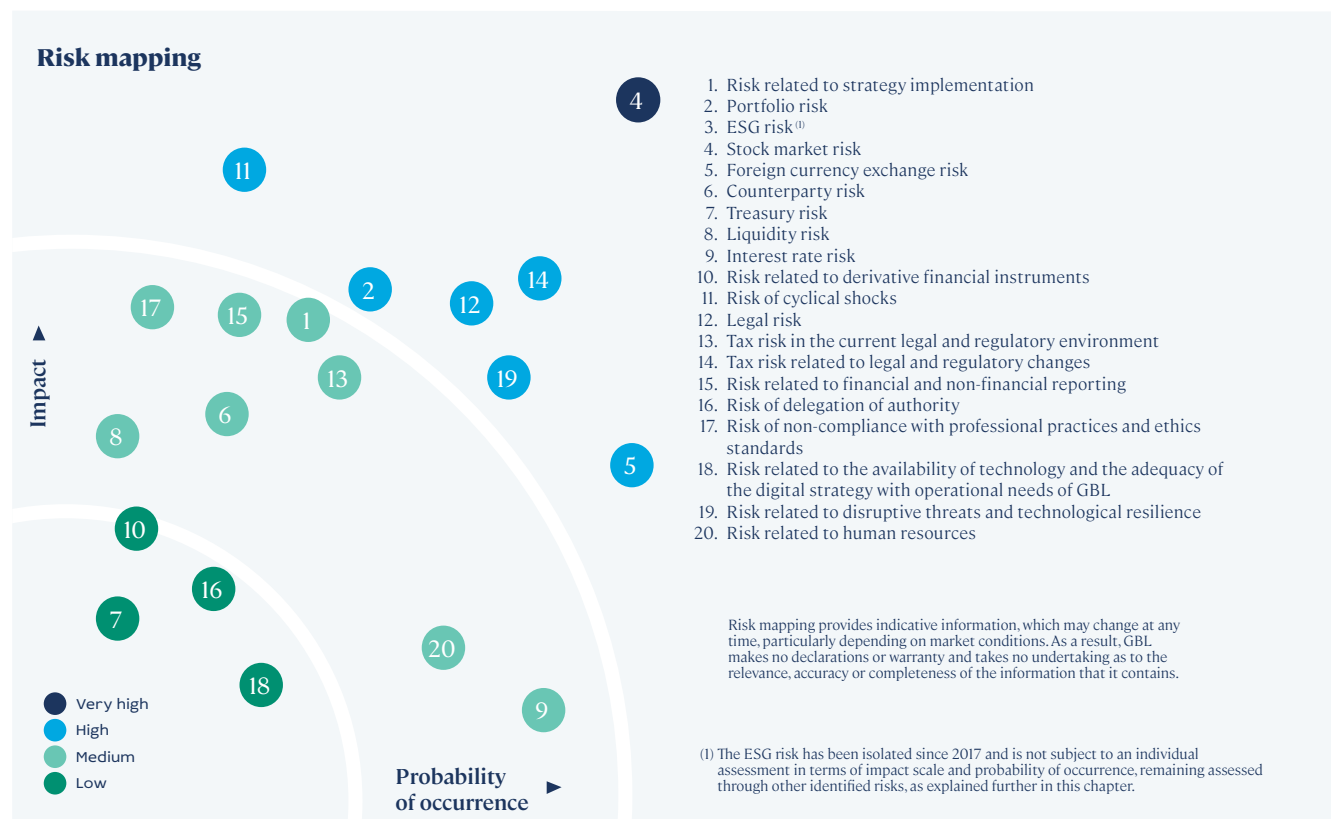 Risk mapping
4
11
17
15
1
2
12
14
13
19
6
8
5
10
16
7
20
18
9
Impact
Probability
of occurrence
Very high
High
Medium
Low
1. Risk related to strategy implementation
2. Portfolio risk
3. ESG risk (1)
4. Stock market risk
5. Foreign currency exchange risk
6. Counterparty risk
7. Treasury risk
8. Liquidity risk
9. Interest rate risk
10. Risk related to derivative financial instruments
11. Risk of cyclical shocks
12. Legal risk
13. Tax risk in the current legal and regulatory environment
14. Tax risk related to legal and regulatory changes
15. Risk related to financial and non-financial reporting
16. Risk of delegation of authority
17. Risk of non-compliance with professional practices and ethics
standards
18. Risk related to the availability of technology and the adequacy of
the digital strategy with operational needs of GBL
19. Risk related to disruptive threats and technological resilience
20. Risk related to human resources
Risk mapping provides indicative information, which may change at any
time, particularly depending on market conditions. As a result, GBL
makes no declarations or warranty and takes no undertaking as to the
relevance, accuracy or completeness of the information that it contains.
(1) The ESG risk has been isolated since 2017 and is not subject to an individual
assessment in terms of impact scale and probability of occurrence, remaining assessed
through other identified risks, as explained further in this chapter.